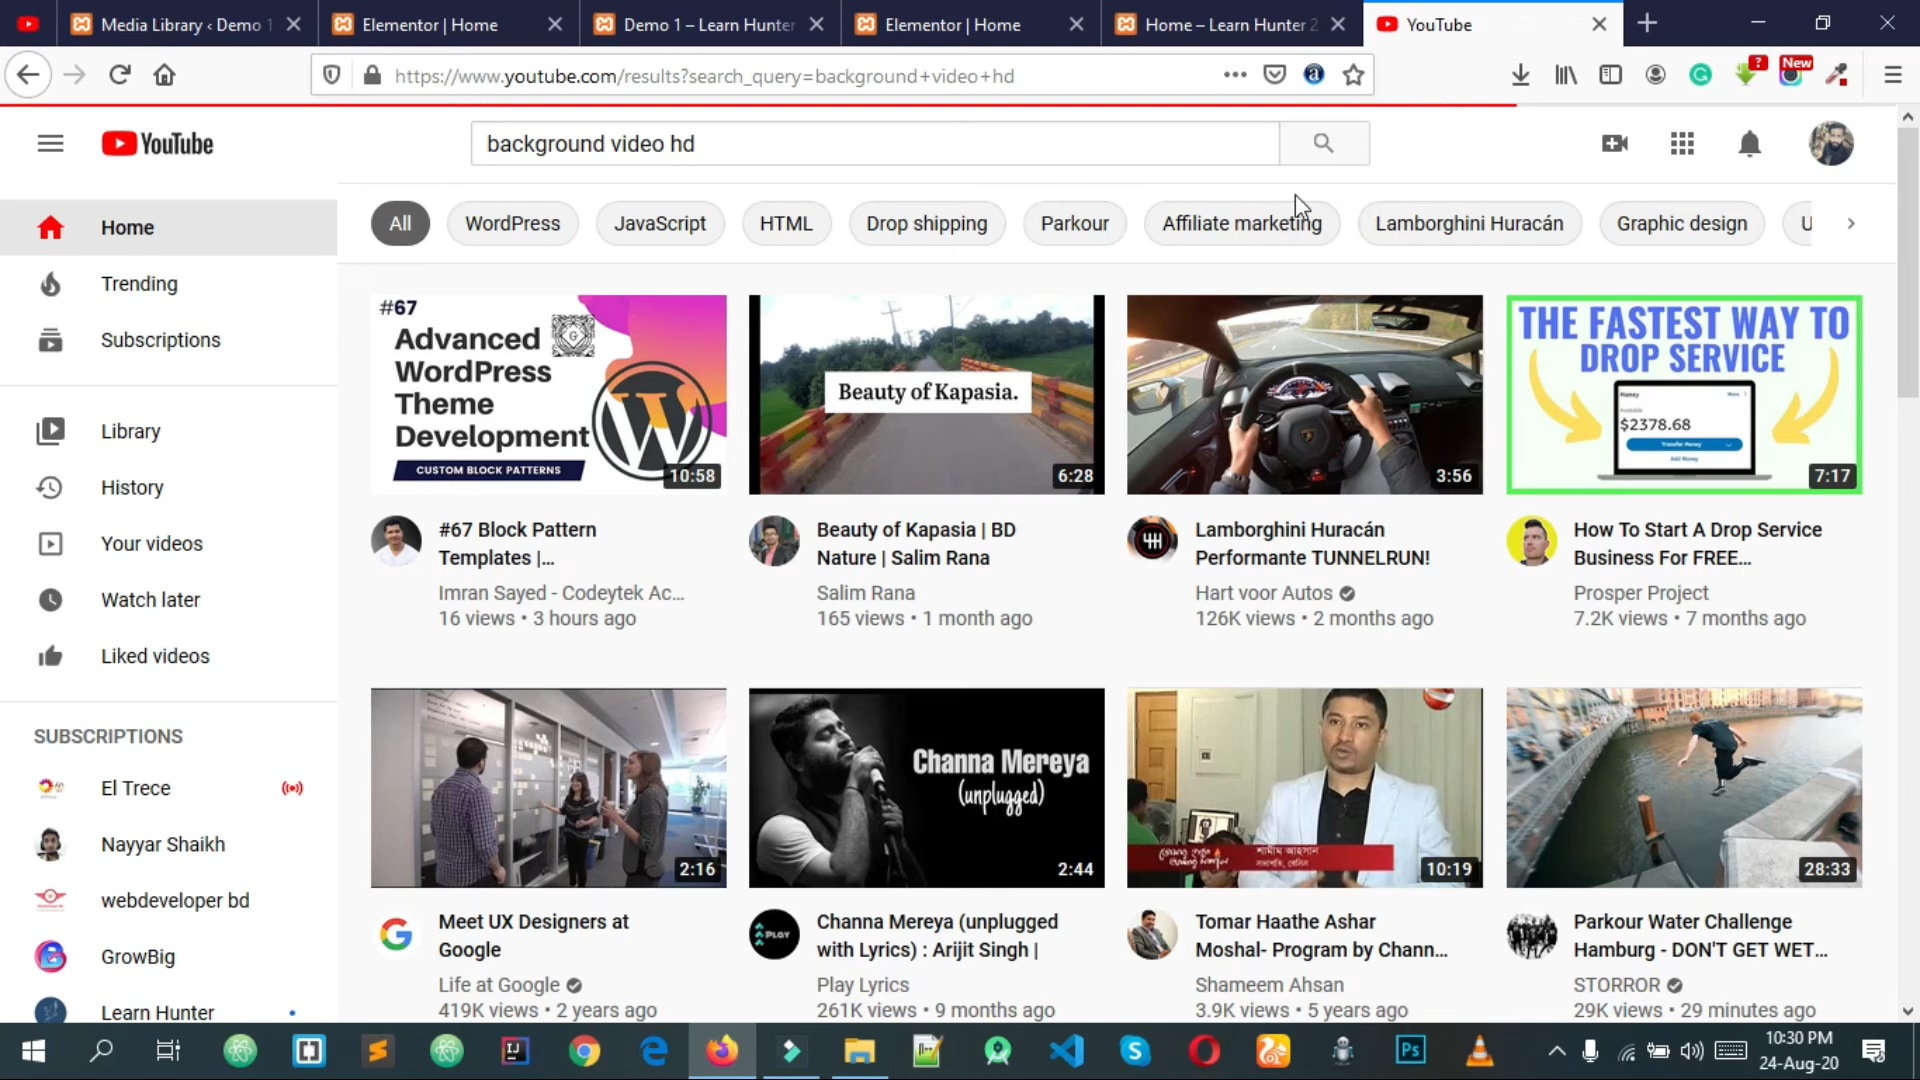 Media Library ‹ Demo 1
Elementor | Home
Demo 1 – Learn Hunter
Elementor | Home
Home – Learn Hunter 2
YouTube
https://www.youtube.com/results?search_query=background+video+hd
?
New
YouTube
background video hd
All
WordPress
JavaScript
HTML
Drop shipping
Parkour
Affiliate marketing
Lamborghini Huracán
Graphic design
U
Home
Trending
Subscriptions
Library
History
Your videos
Watch later
Liked videos
SUBSCRIPTIONS
El Trece
Nayyar Shaikh
webdeveloper bd
GrowBig
Learn Hunter
#67
Advanced
WordPress
Theme
Development
CUSTOM BLOCK PATTERNS
10:58
Beauty of Kapasia.
6:28
3:56
THE FASTEST WAY TO
DROP SERVICE
Money
More
Available
$2378.68
Transfer Money
Add Money
7:17
#67 Block Pattern
Templates |...
Imran Sayed - Codeytek Ac...
16 views • 3 hours ago
Beauty of Kapasia | BD
Nature | Salim Rana
Salim Rana
165 views • 1 month ago
Lamborghini Huracán
Performante TUNNELRUN!
Hart voor Autos
126K views • 2 months ago
How To Start A Drop Service
Business For FREE...
Prosper Project
7.2K views • 7 months ago
2:16
Channa Mereya
(unplugged)
2:44
শামীম আহসান
10:19
28:33
Meet UX Designers at
Google
Life at Google
419K views • 2 years ago
PLAY
Channa Mereya (unplugged
with Lyrics) : Arijit Singh |
Play Lyrics
261K views • 9 months ago
Tomar Haathe Ashar
Moshal- Program by Chann...
Shameem Ahsan
3.9K views • 5 years ago
Parkour Water Challenge
Hamburg - DON'T GET WET...
STORROR
29K views • 29 minutes ago
10:30 PM
24-Aug-20